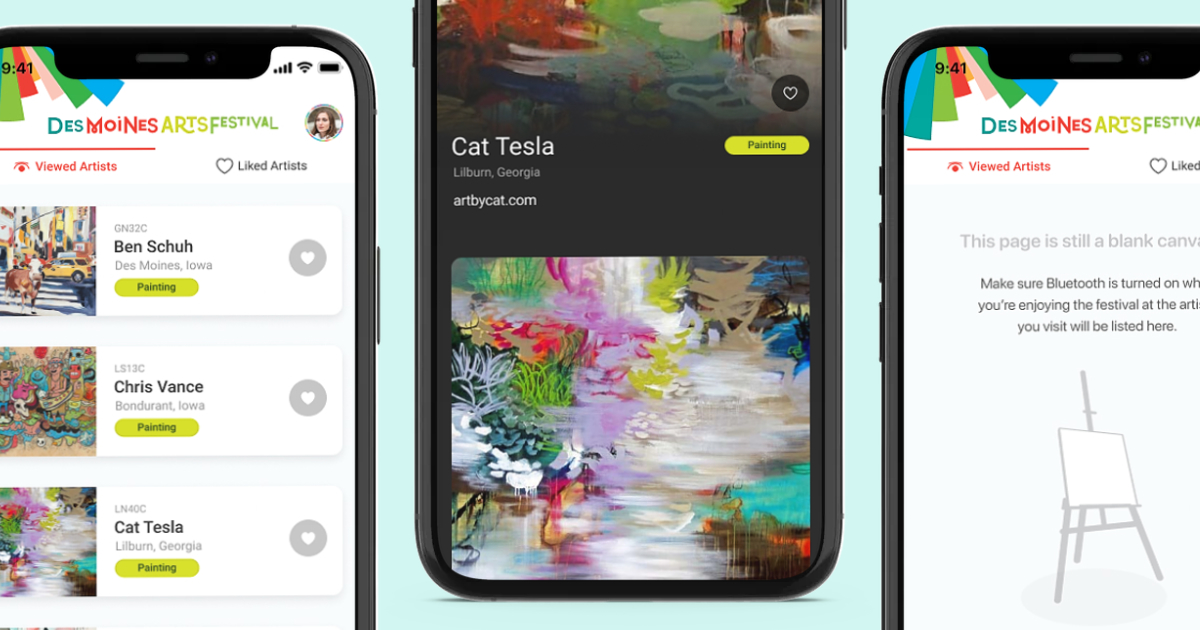 9:41
DES MOINES ARTS FESTIVAL
Viewed Artists
Liked Artists
GN32C
Ben Schuh
Des Moines, Iowa
Painting
LS13C
Chris Vance
Bondurant, Iowa
Painting
LN40C
Cat Tesla
Lilburn, Georgia
Painting
Cat Tesla
Painting
Lilburn, Georgia
artbycat.com
9:41
DES MOINES ARTS FESTIVA
Viewed Artists
Liked
This page is still a blank canva
Make sure Bluetooth is turned on wh
you’re enjoying the festival at the artis
you visit will be listed here.